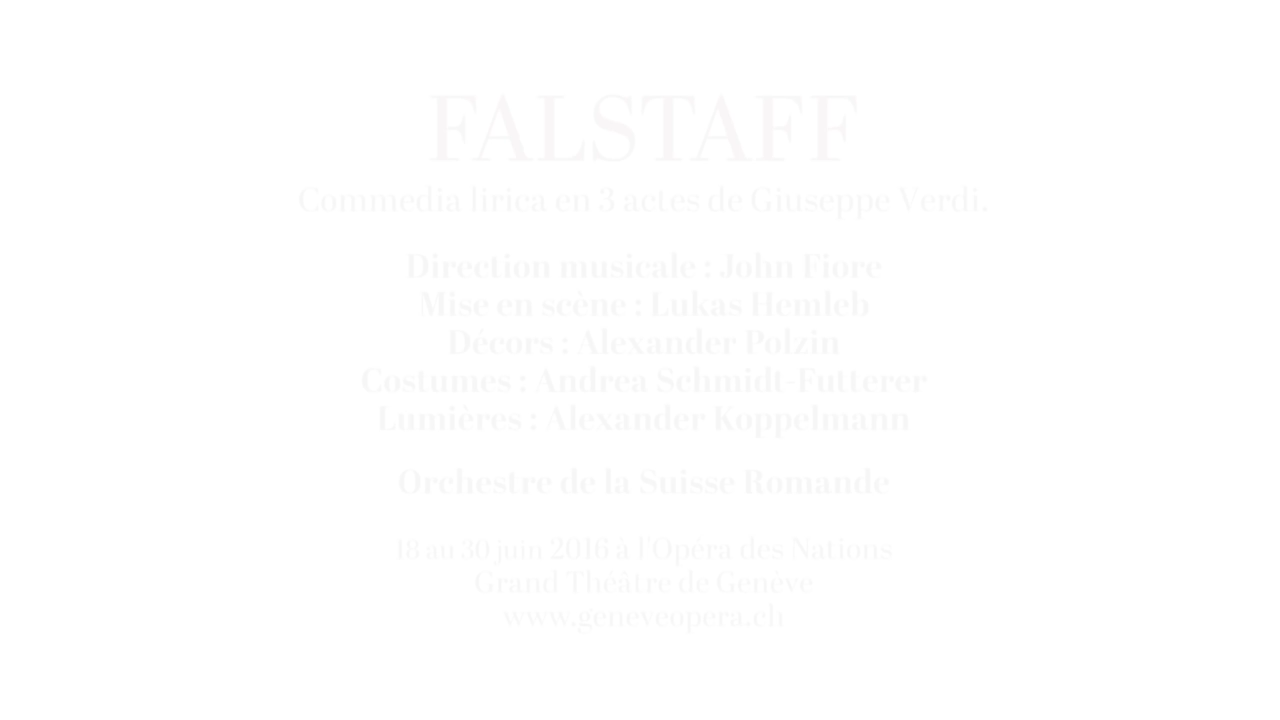 FALSTAFF
Commedia lirica en 3 actes de Giuseppe Verdi.
Direction musicale : John Fiore
Mise en scène : Lukas Hemleb
Décors : Alexander Polzin
Costumes : Andrea Schmidt-Futterer
Lumières : Alexander Koppelmann
Orchestre de la Suisse Romande
18 au 30 juin 2016 à l'Opéra des Nations
Grand Théâtre de Genève
www.geneveopera.ch